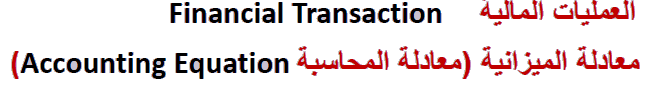 العمليات المالية Financial Transaction
معادلة الميزانية (معادلة المحاسبة Accounting Equation)